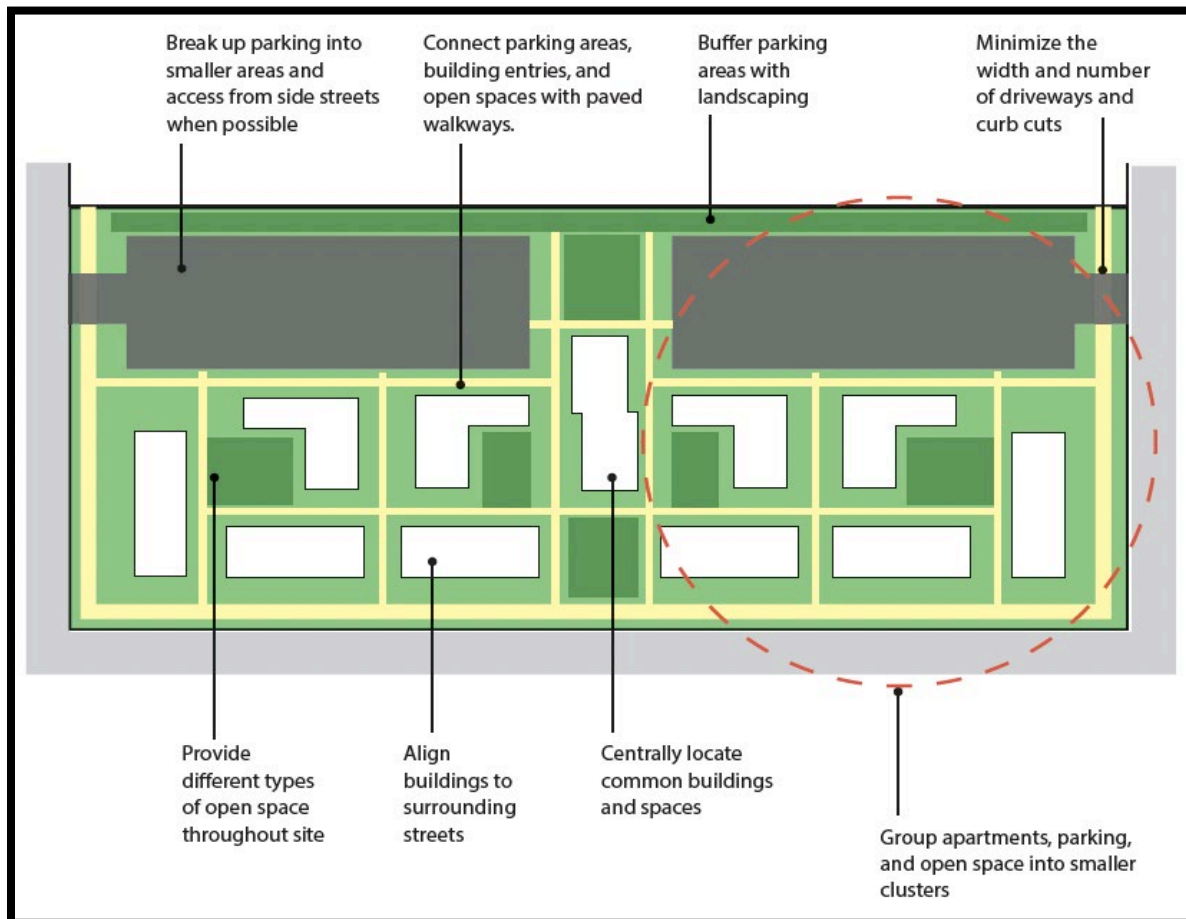 Break up parking into
smaller areas and
access from side streets
when possible
Connect parking areas,
building entries, and
open spaces with paved
walkways.
Buffer parking
areas with
landscaping
Minimize the
width and number
of driveways and
curb cuts
Provide
different types
of open space
throughout site
Align
buildings to
surrounding
streets
Centrally locate
common buildings
and spaces
Group apartments, parking,
and open space into smaller
clusters